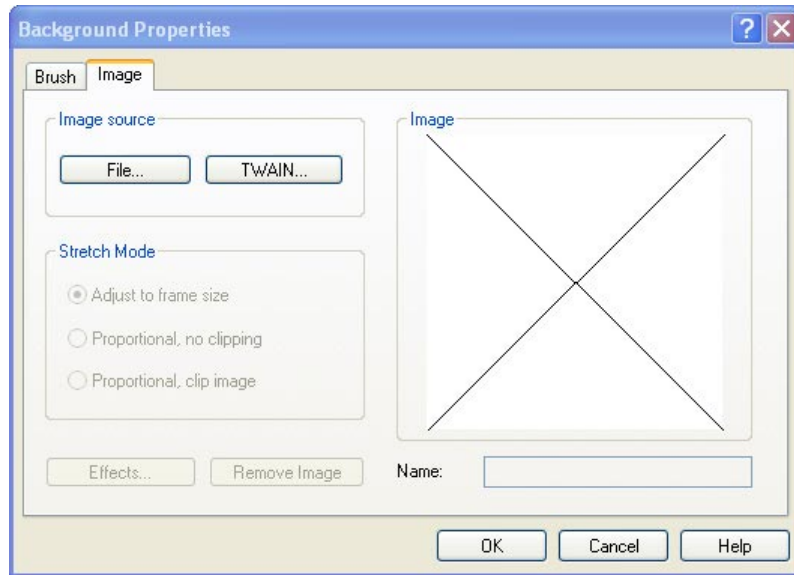 Background Properties
Brush
Image
Image source
File...
TWAIN...
Stretch Mode
Adjust to frame size
Proportional, no clipping
Proportional, clip image
Effects...
Remove Image
Image
Name:
OK
Cancel
Help